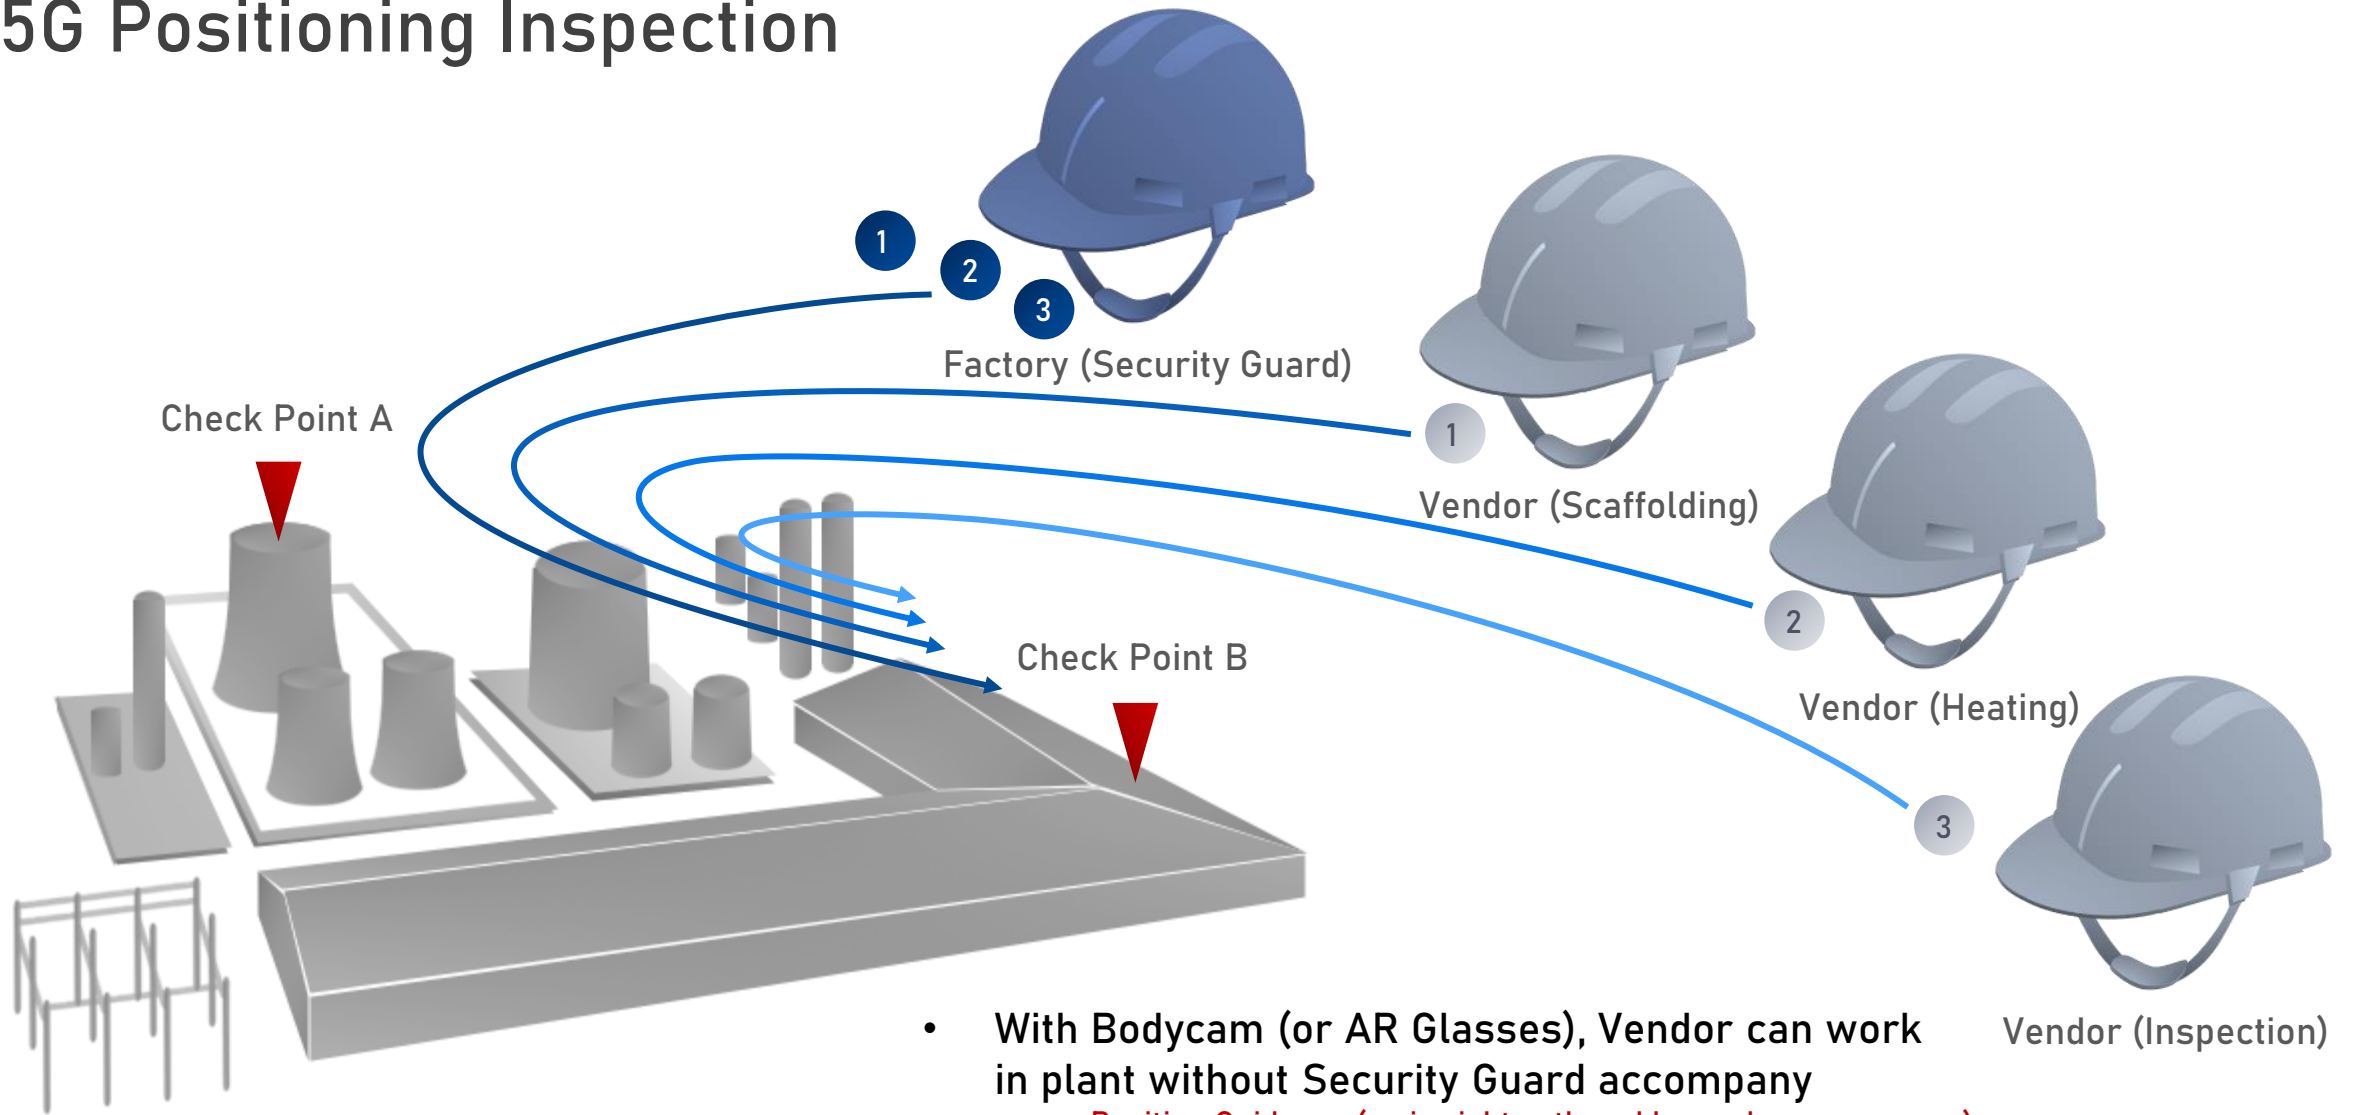 5G Positioning Inspection
1
2
3
Factory (Security Guard)
Check Point A
1
Vendor (Scaffolding)
2
Check Point B
Vendor (Heating)
3
• With Bodycam (or AR Glasses), Vendor can work
in plant without Security Guard accompany
Vendor (Inspection)